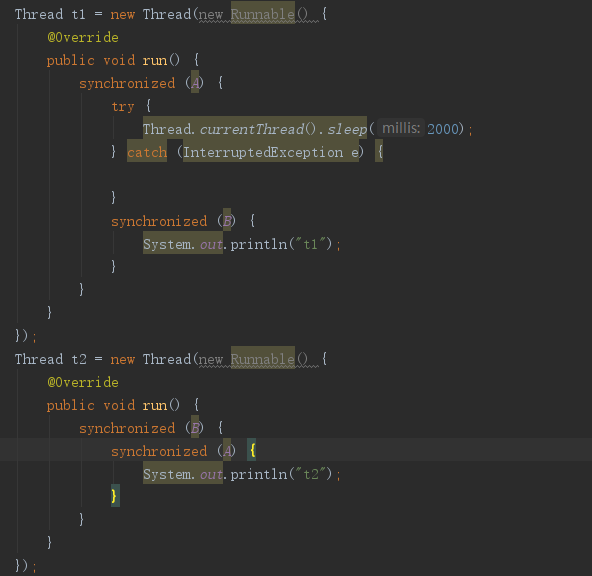 Thread t1 = new Thread(new Runnable() {
    @Override
    public void run() {
        synchronized (A) {
            try {
                Thread.currentThread().sleep( millis: 2000);
            } catch (InterruptedException e) {
            }
            synchronized (B) {
                System.out.println("t1");
            }
        }
    }
});
Thread t2 = new Thread(new Runnable() {
    @Override
    public void run() {
        synchronized (B) {
            synchronized (A) {
                System.out.println("t2");
            }
        }
    }
});